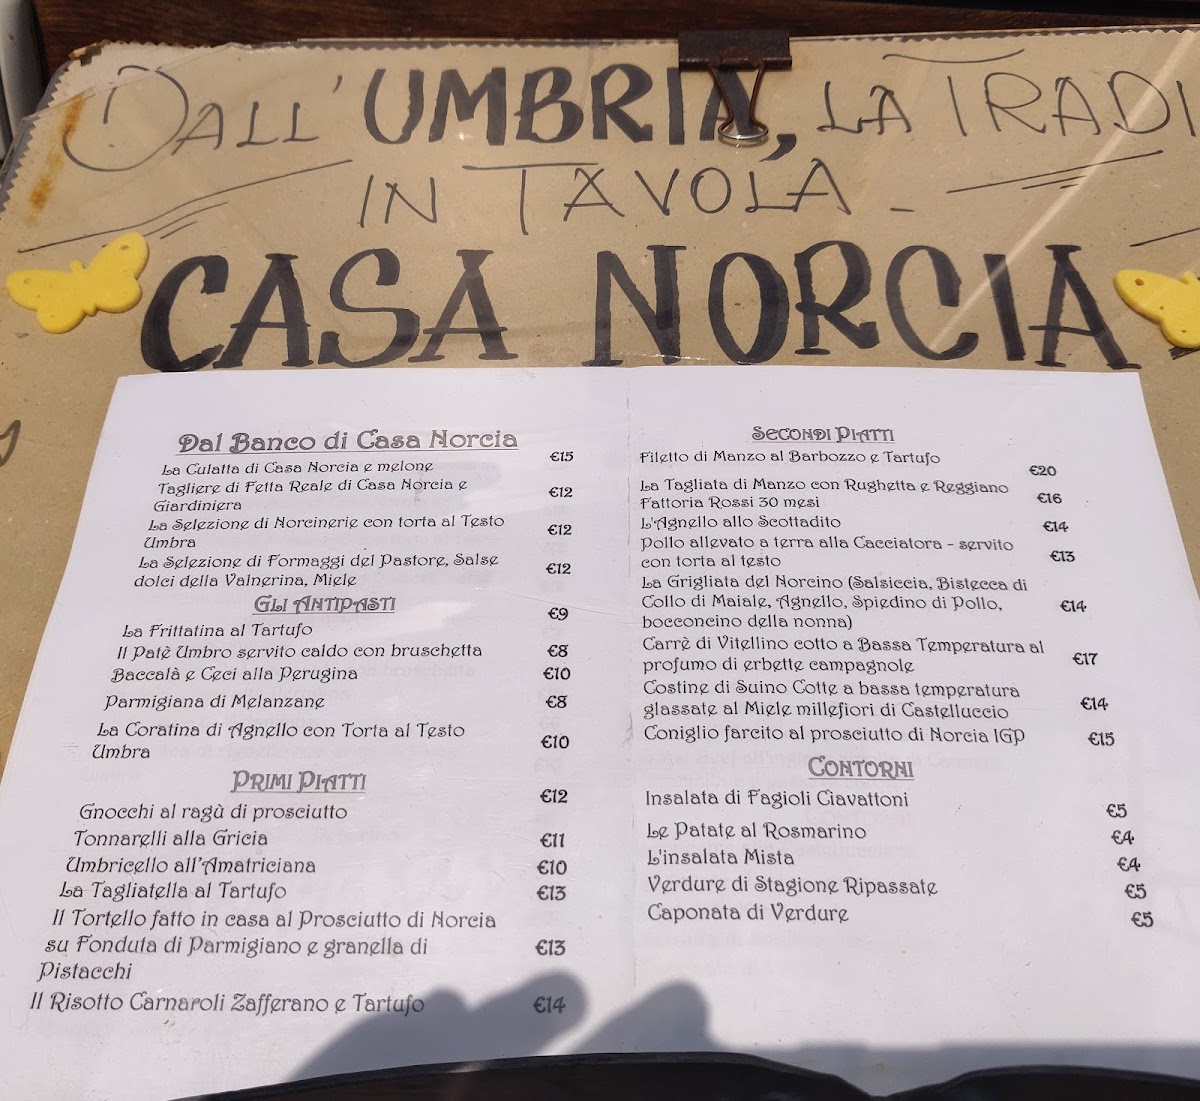 DALL'UMBRIA, LA TRADI
IN TAVOLA -
CASA NORCIA
Dal Banco di Casa Norcia
La Culatta di Casa Norcia e melone €15
Tagliere di Fetta Reale di Casa Norcia e
Giardiniera €12
La Selezione di Norcinerie con torta al Testo
Umbra €12
La Selezione di Formaggi del Pastore, Salse
dolci della Valnerina, Miele €12
Gli Antipasti
La Frittatina al Tartufo €9
Il Patè Umbro servito caldo con bruschetta €8
Baccalà e Ceci alla Perugina €10
Parmigiana di Melanzane €8
La Coratina di Agnello con Torta al Testo
Umbra €10
Primi Piatti
Gnocchi al ragù di prosciutto €12
Tonnarelli alla Gricia €11
Umbricello all'Amatriciana €10
La Tagliatella al Tartufo €13
Il Tortello fatto in casa al Prosciutto di Norcia
su Fonduta di Parmigiano e granella di €13
Pistacchi
Il Risotto Carnaroli Zafferano e Tartufo €14
Secondi Piatti
Filetto di Manzo al Barbozzo e Tartufo €20
La Tagliata di Manzo con Rughetta e Reggiano
Fattoria Rossi 30 mesi €16
L'Agnello allo Scottadito €14
Pollo allevato a terra alla Cacciatora - servito
con torta al testo €13
La Grigliata del Norcino (Salsiccia, Bistecca di
Collo di Maiale, Agnello, Spiedino di Pollo, €14
bocconcino della nonna)
Carrè di Vitellino cotto a Bassa Temperatura al
profumo di erbette campagnole €17
Costine di Suino Cotte a bassa temperatura
glassate al Miele millefiori di Castelluccio €14
Coniglio farcito al prosciutto di Norcia IGP €15
Contorni
Insalata di Fagioli Ciavattoni €5
Le Patate al Rosmarino €4
L'insalata Mista €4
Verdure di Stagione Ripassate €5
Caponata di Verdure €5